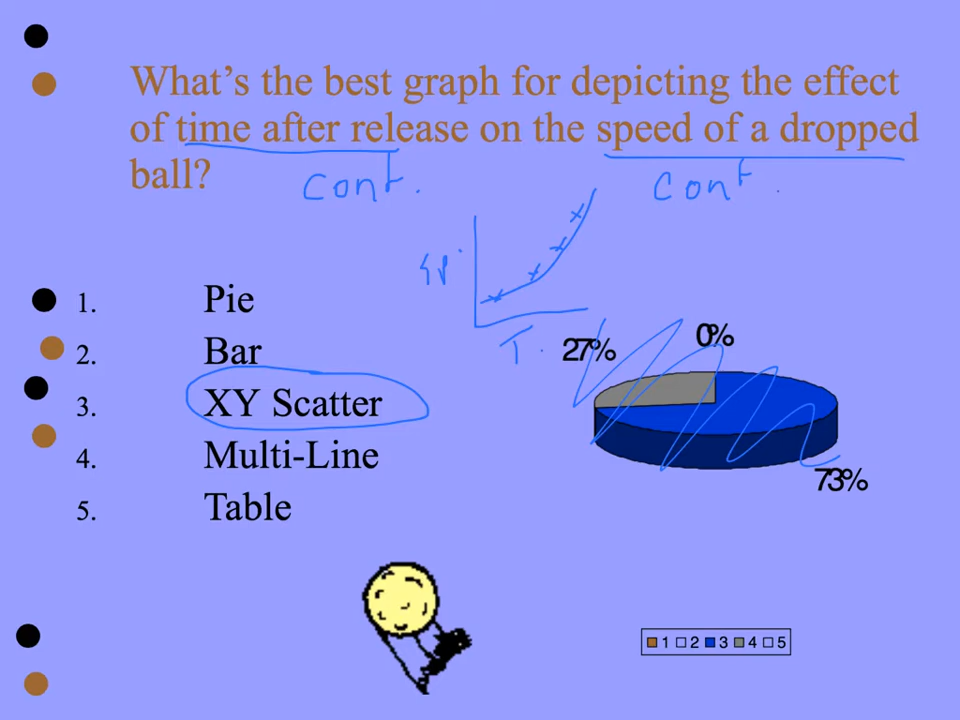 What's the best graph for depicting the effect
of time after release on the speed of a dropped
ball?
cont. cont.
sp.
T.
1. Pie
2. Bar
3. XY Scatter
4. Multi-Line
5. Table
27% 0%
73%
1 2 3 4 5